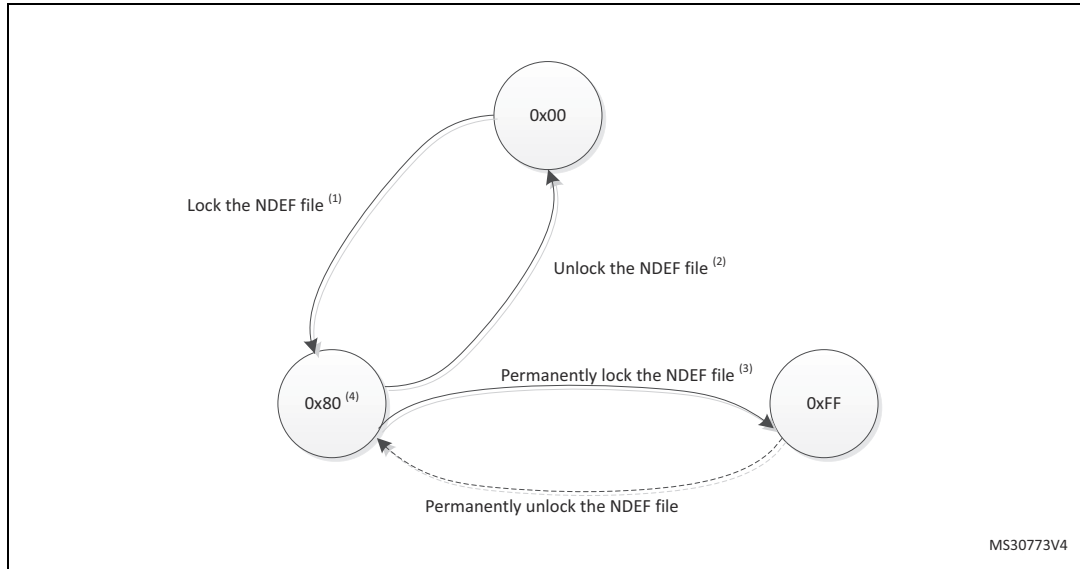 0x00
Lock the NDEF file (1)
Unlock the NDEF file (2)
Permanently lock the NDEF file (3)
0x80 (4)
0xFF
Permanently unlock the NDEF file
MS30773V4